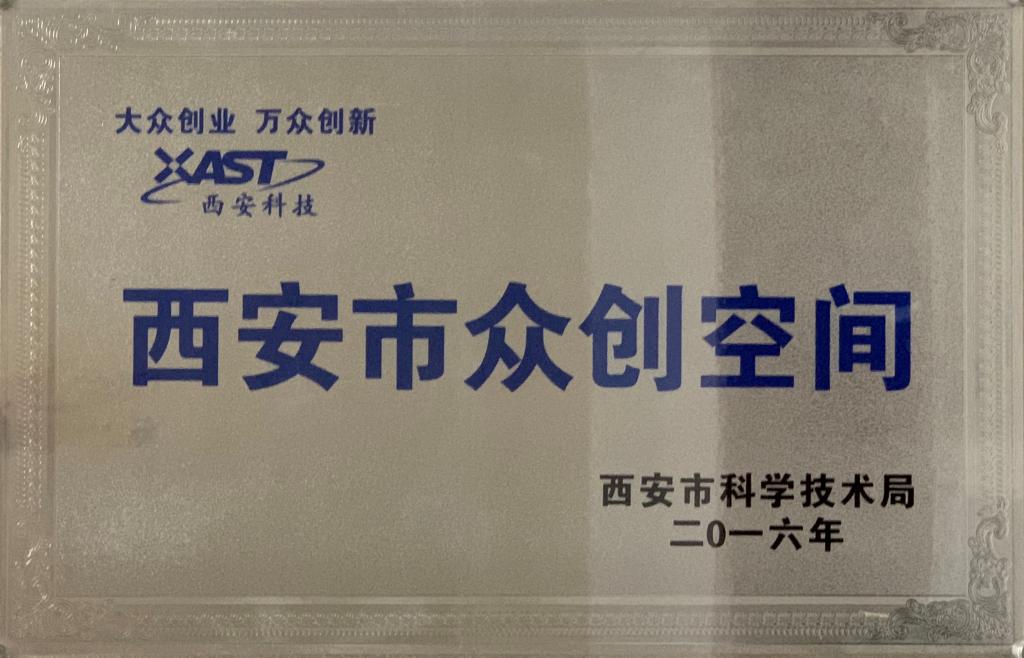 大众创业 万众创新
XAST
西安科技
西安市众创空间
西安市科学技术局
二0一六年